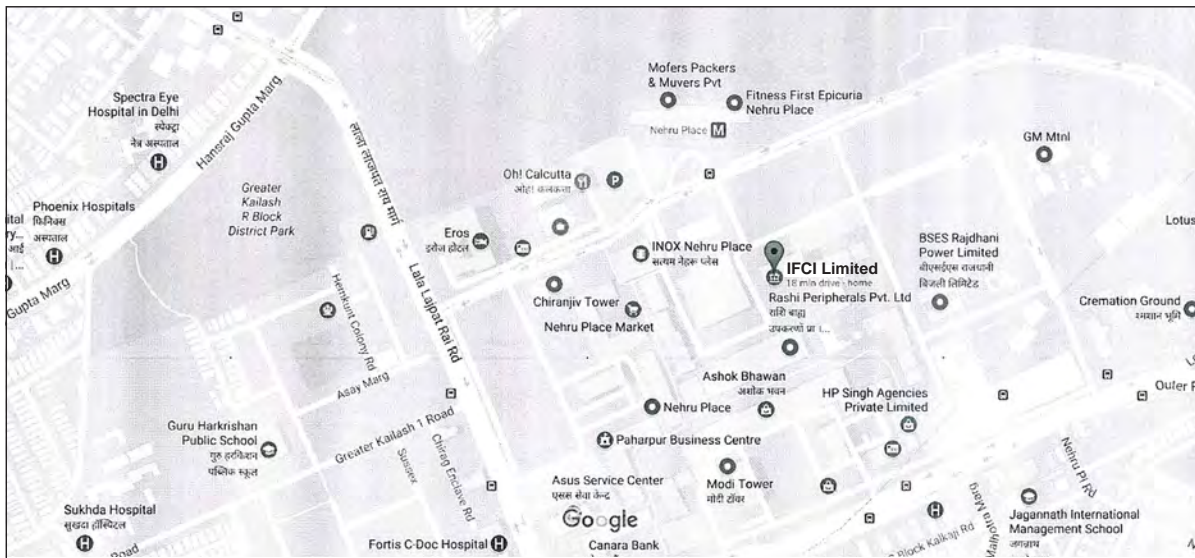 Mofers Packers
& Muvers Pvt
Fitness First Epicuria
Nehru Place
Nehru Place M
Spectra Eye
Hospital in Delhi
स्पेक्ट्रा
नेत्र अस्पताल
H
Hansraj Gupta Marg
लाला लाजपत राय मार्ग
GM Mtnl
Oh! Calcutta
ओह! कलकत्ता
P
Greater
Kailash
R Block
District Park
Phoenix Hospitals
फिनिक्स
अस्पताल
H
Lotus
Eros
इरोज होटल
INOX Nehru Place
सत्यम नेहरू प्लेस
BSES Rajdhani
Power Limited
बीएसईएस राजधानी
बिजली लिमिटेड
IFCI Limited
18 min drive - home
Gupta Marg
Lala Lajpat Rai Rd
Hemkunt Colony Rd
Chiranjiv Tower
Rashi Peripherals Pvt. Ltd
राशि बाह्य
उपकरणों प्रा ।...
Cremation Ground
श्मशान भूमि
Nehru Place Market
Asay Marg
Ashok Bhawan
अशोक भवन
HP Singh Agencies
Private Limited
Nehru Place
Guru Harkrishan
Public School
गुरु हरकिशन
पब्लिक स्कूल
Greater Kailash 1 Road
Chirag Enclave Rd
Sussex
Paharpur Business Centre
Asus Service Center
एसस सेवा केन्द्र
Modi Tower
मोदी टॉवर
Nehru Pl Rd
Google
Sukhda Hospital
सुखदा हॉस्पिटल
H
Road
Fortis C-Doc Hospital H
Canara Bank
H
Block Kalkaji Rd
Jagannath International
Management School
जगन्नाथ